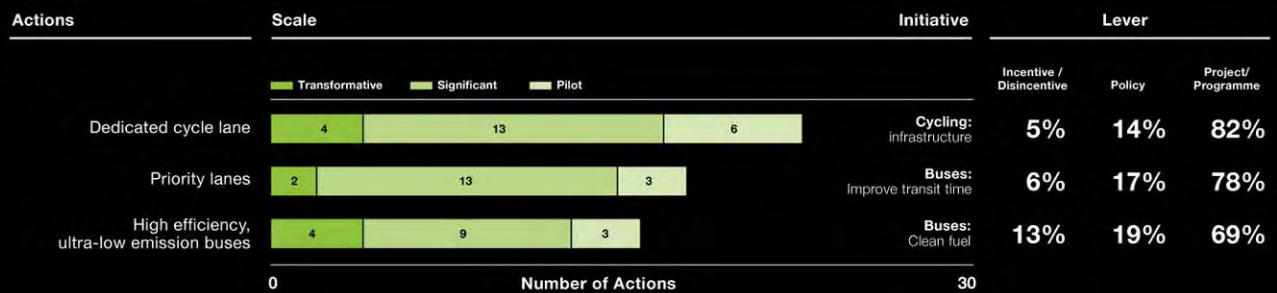 Actions Scale Initiative Lever
Transformative Significant Pilot
Incentive / Disincentive Policy Project/ Programme
Dedicated cycle lane 4 13 6 Cycling: infrastructure 5% 14% 82%
Priority lanes 2 13 3 Buses: Improve transit time 6% 17% 78%
High efficiency, ultra-low emission buses 4 9 3 Buses: Clean fuel 13% 19% 69%
0 Number of Actions 30